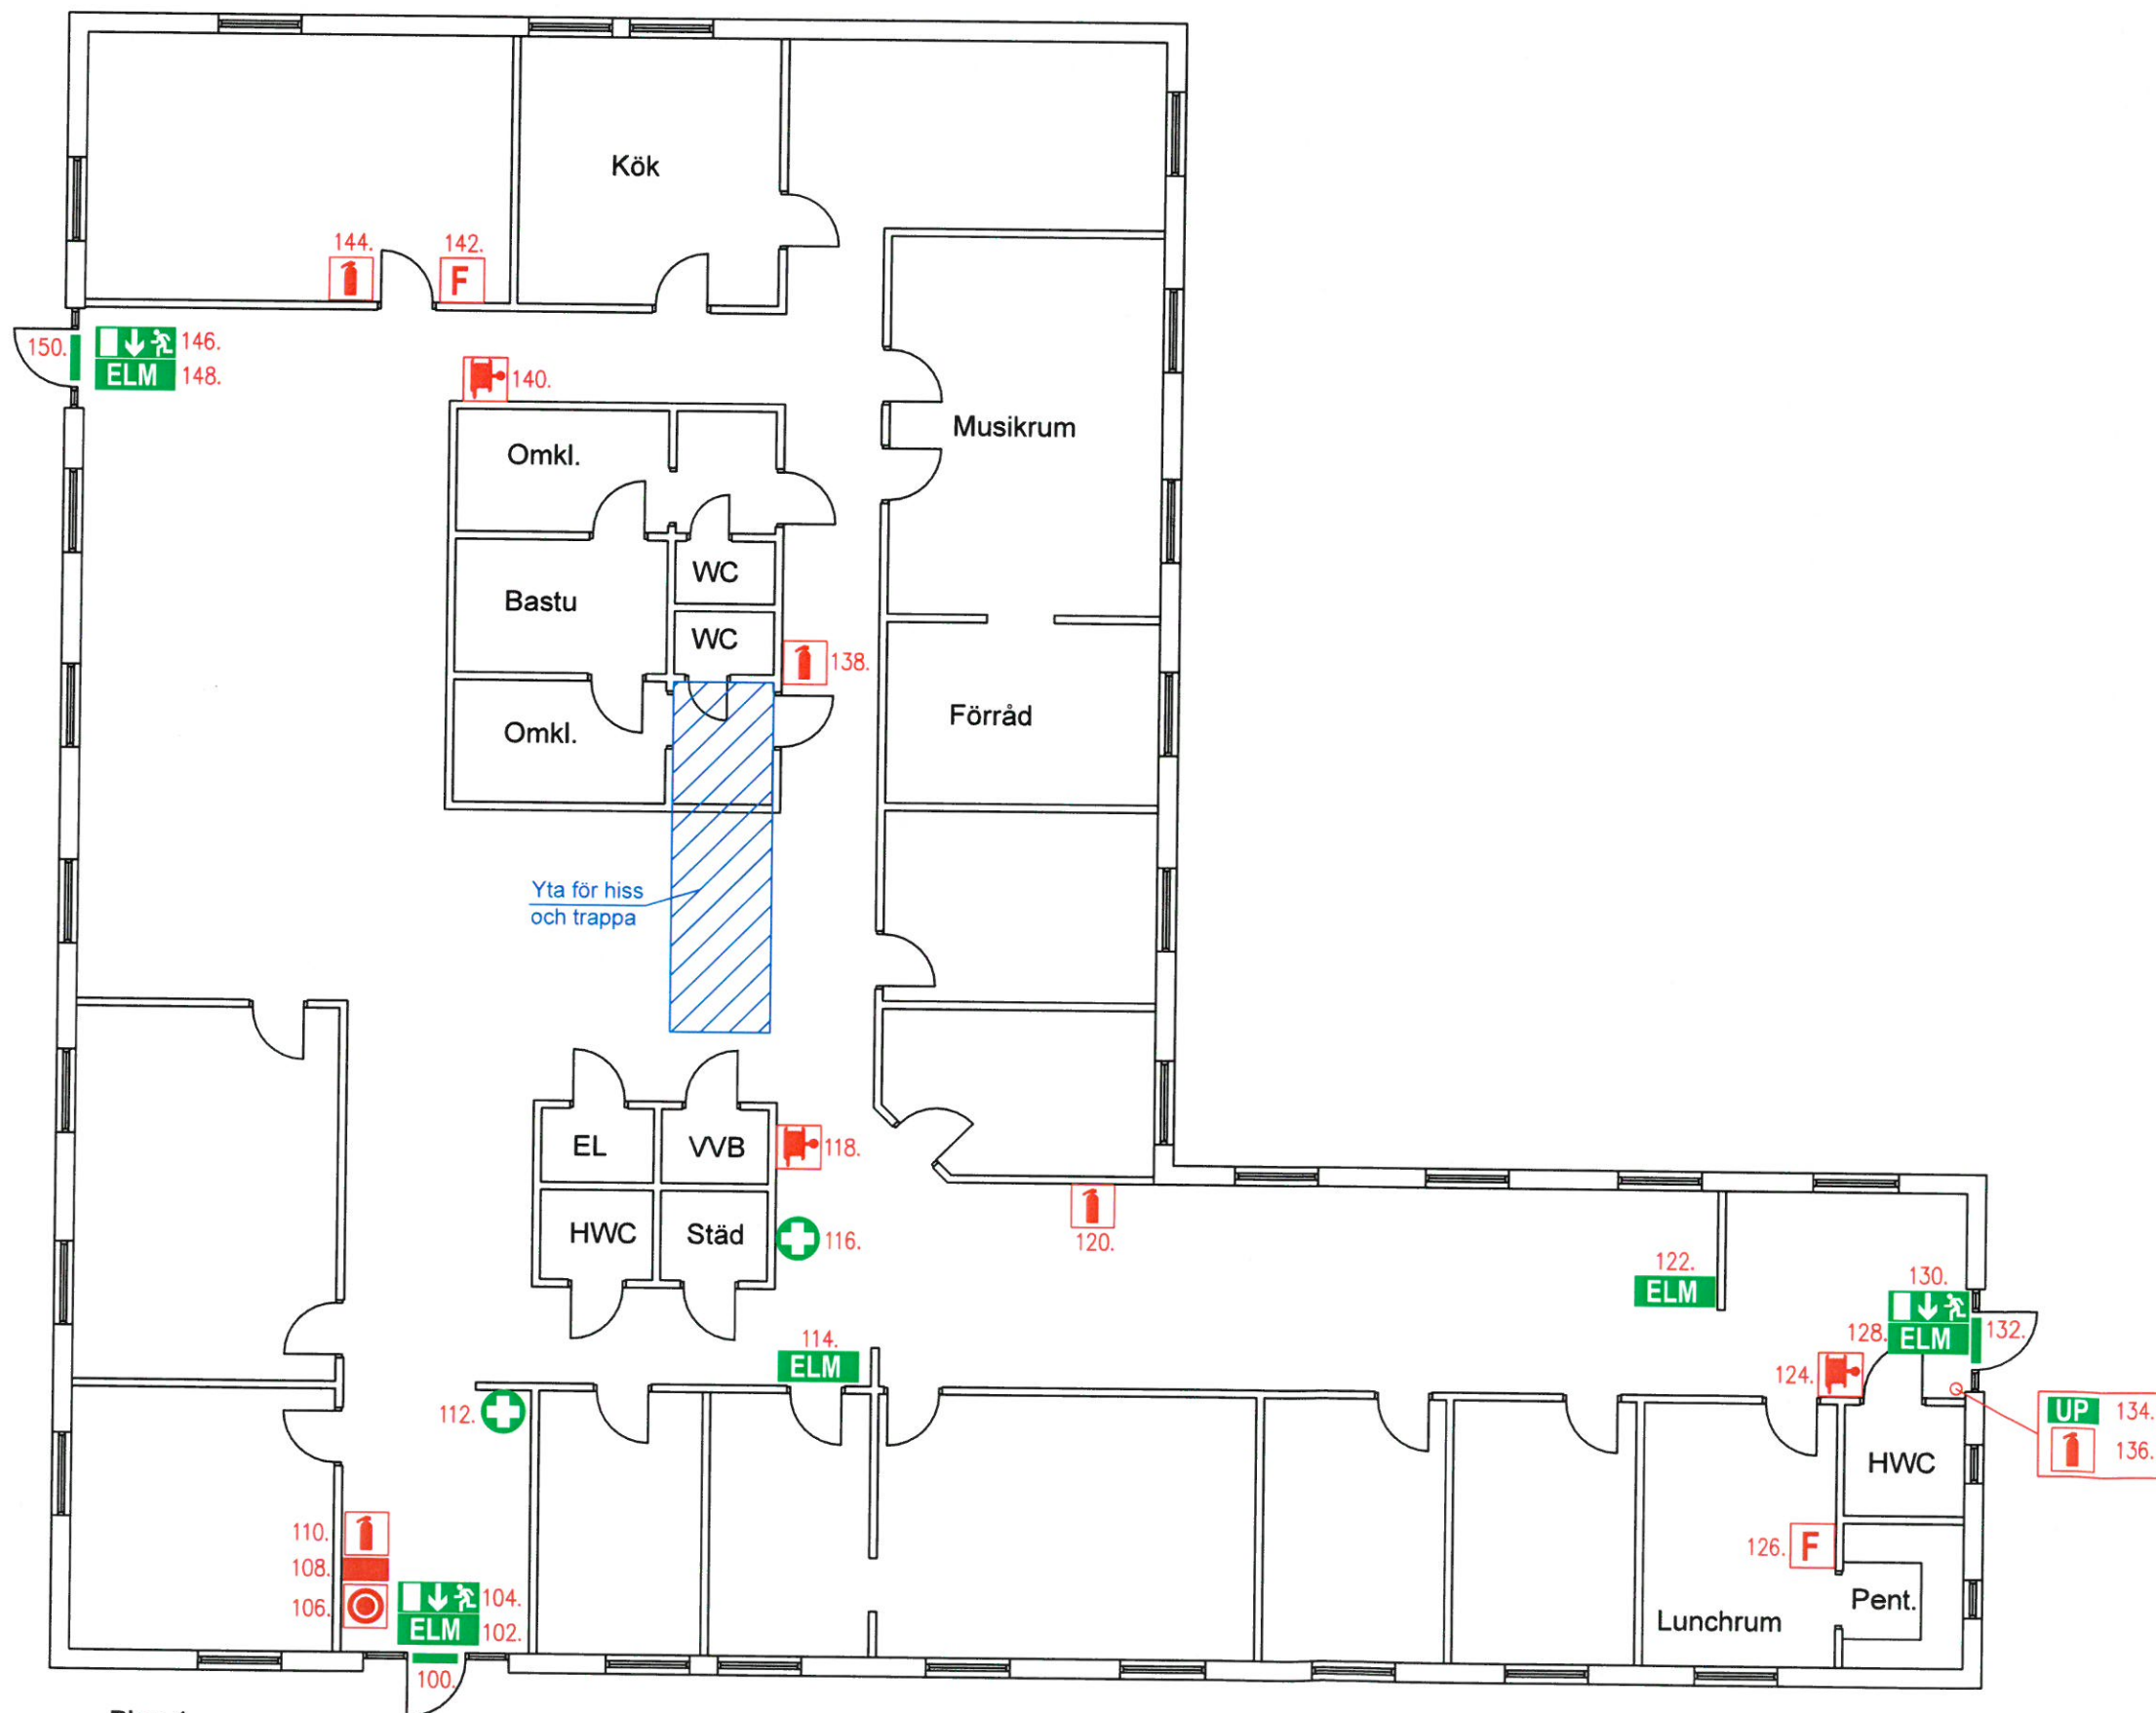 Kök
144.
142.
F
150.
146.
ELM
148.
140.
Musikrum
Omkl.
WC
Bastu
WC
138.
Omkl.
Förråd
Yta för hiss
och trappa
EL
VVB
118.
HWC
Städ
116.
120.
122.
ELM
130.
128.
ELM
132.
114.
ELM
124.
112.
UP
134.
136.
HWC
110.
108.
106.
104.
ELM
102.
100.
126.
F
Pent.
Lunchrum